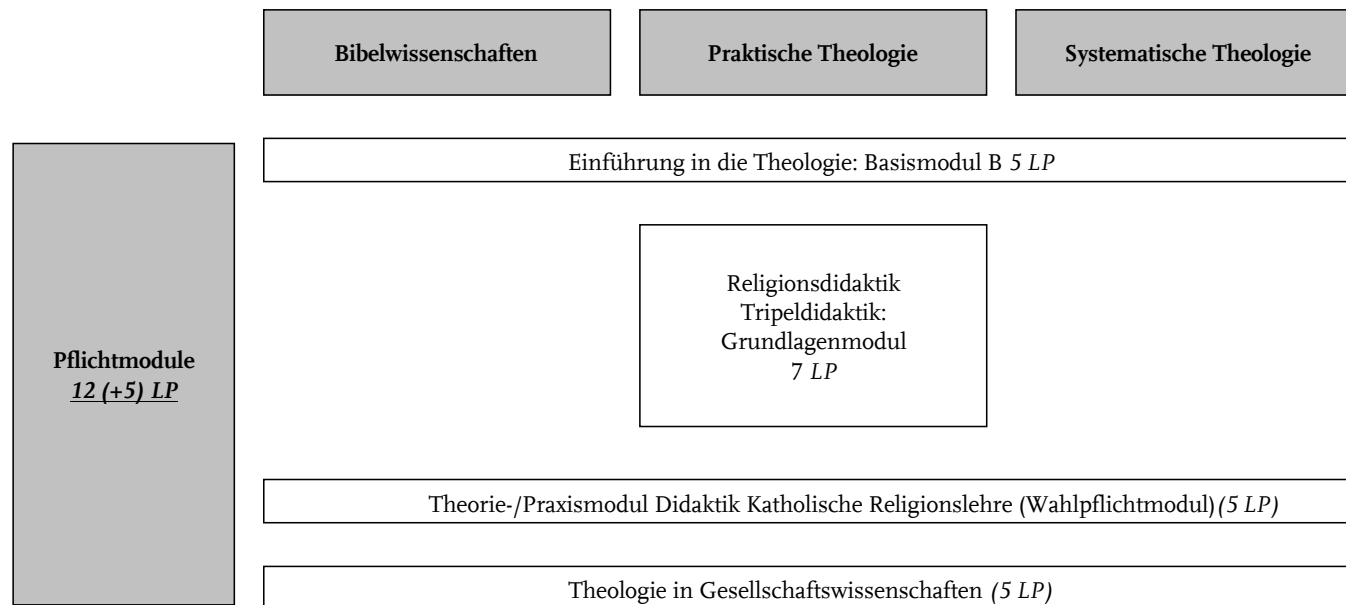 Bibelwissenschaften
Praktische Theologie
Systematische Theologie
Einführung in die Theologie: Basismodul B 5 LP
Religionsdidaktik
Tripeldidaktik:
Grundlagenmodul
7 LP
Pflichtmodule
12 (+5) LP
Theorie-/Praxismodul Didaktik Katholische Religionslehre (Wahlpflichtmodul) (5 LP)
Theologie in Gesellschaftswissenschaften (5 LP)